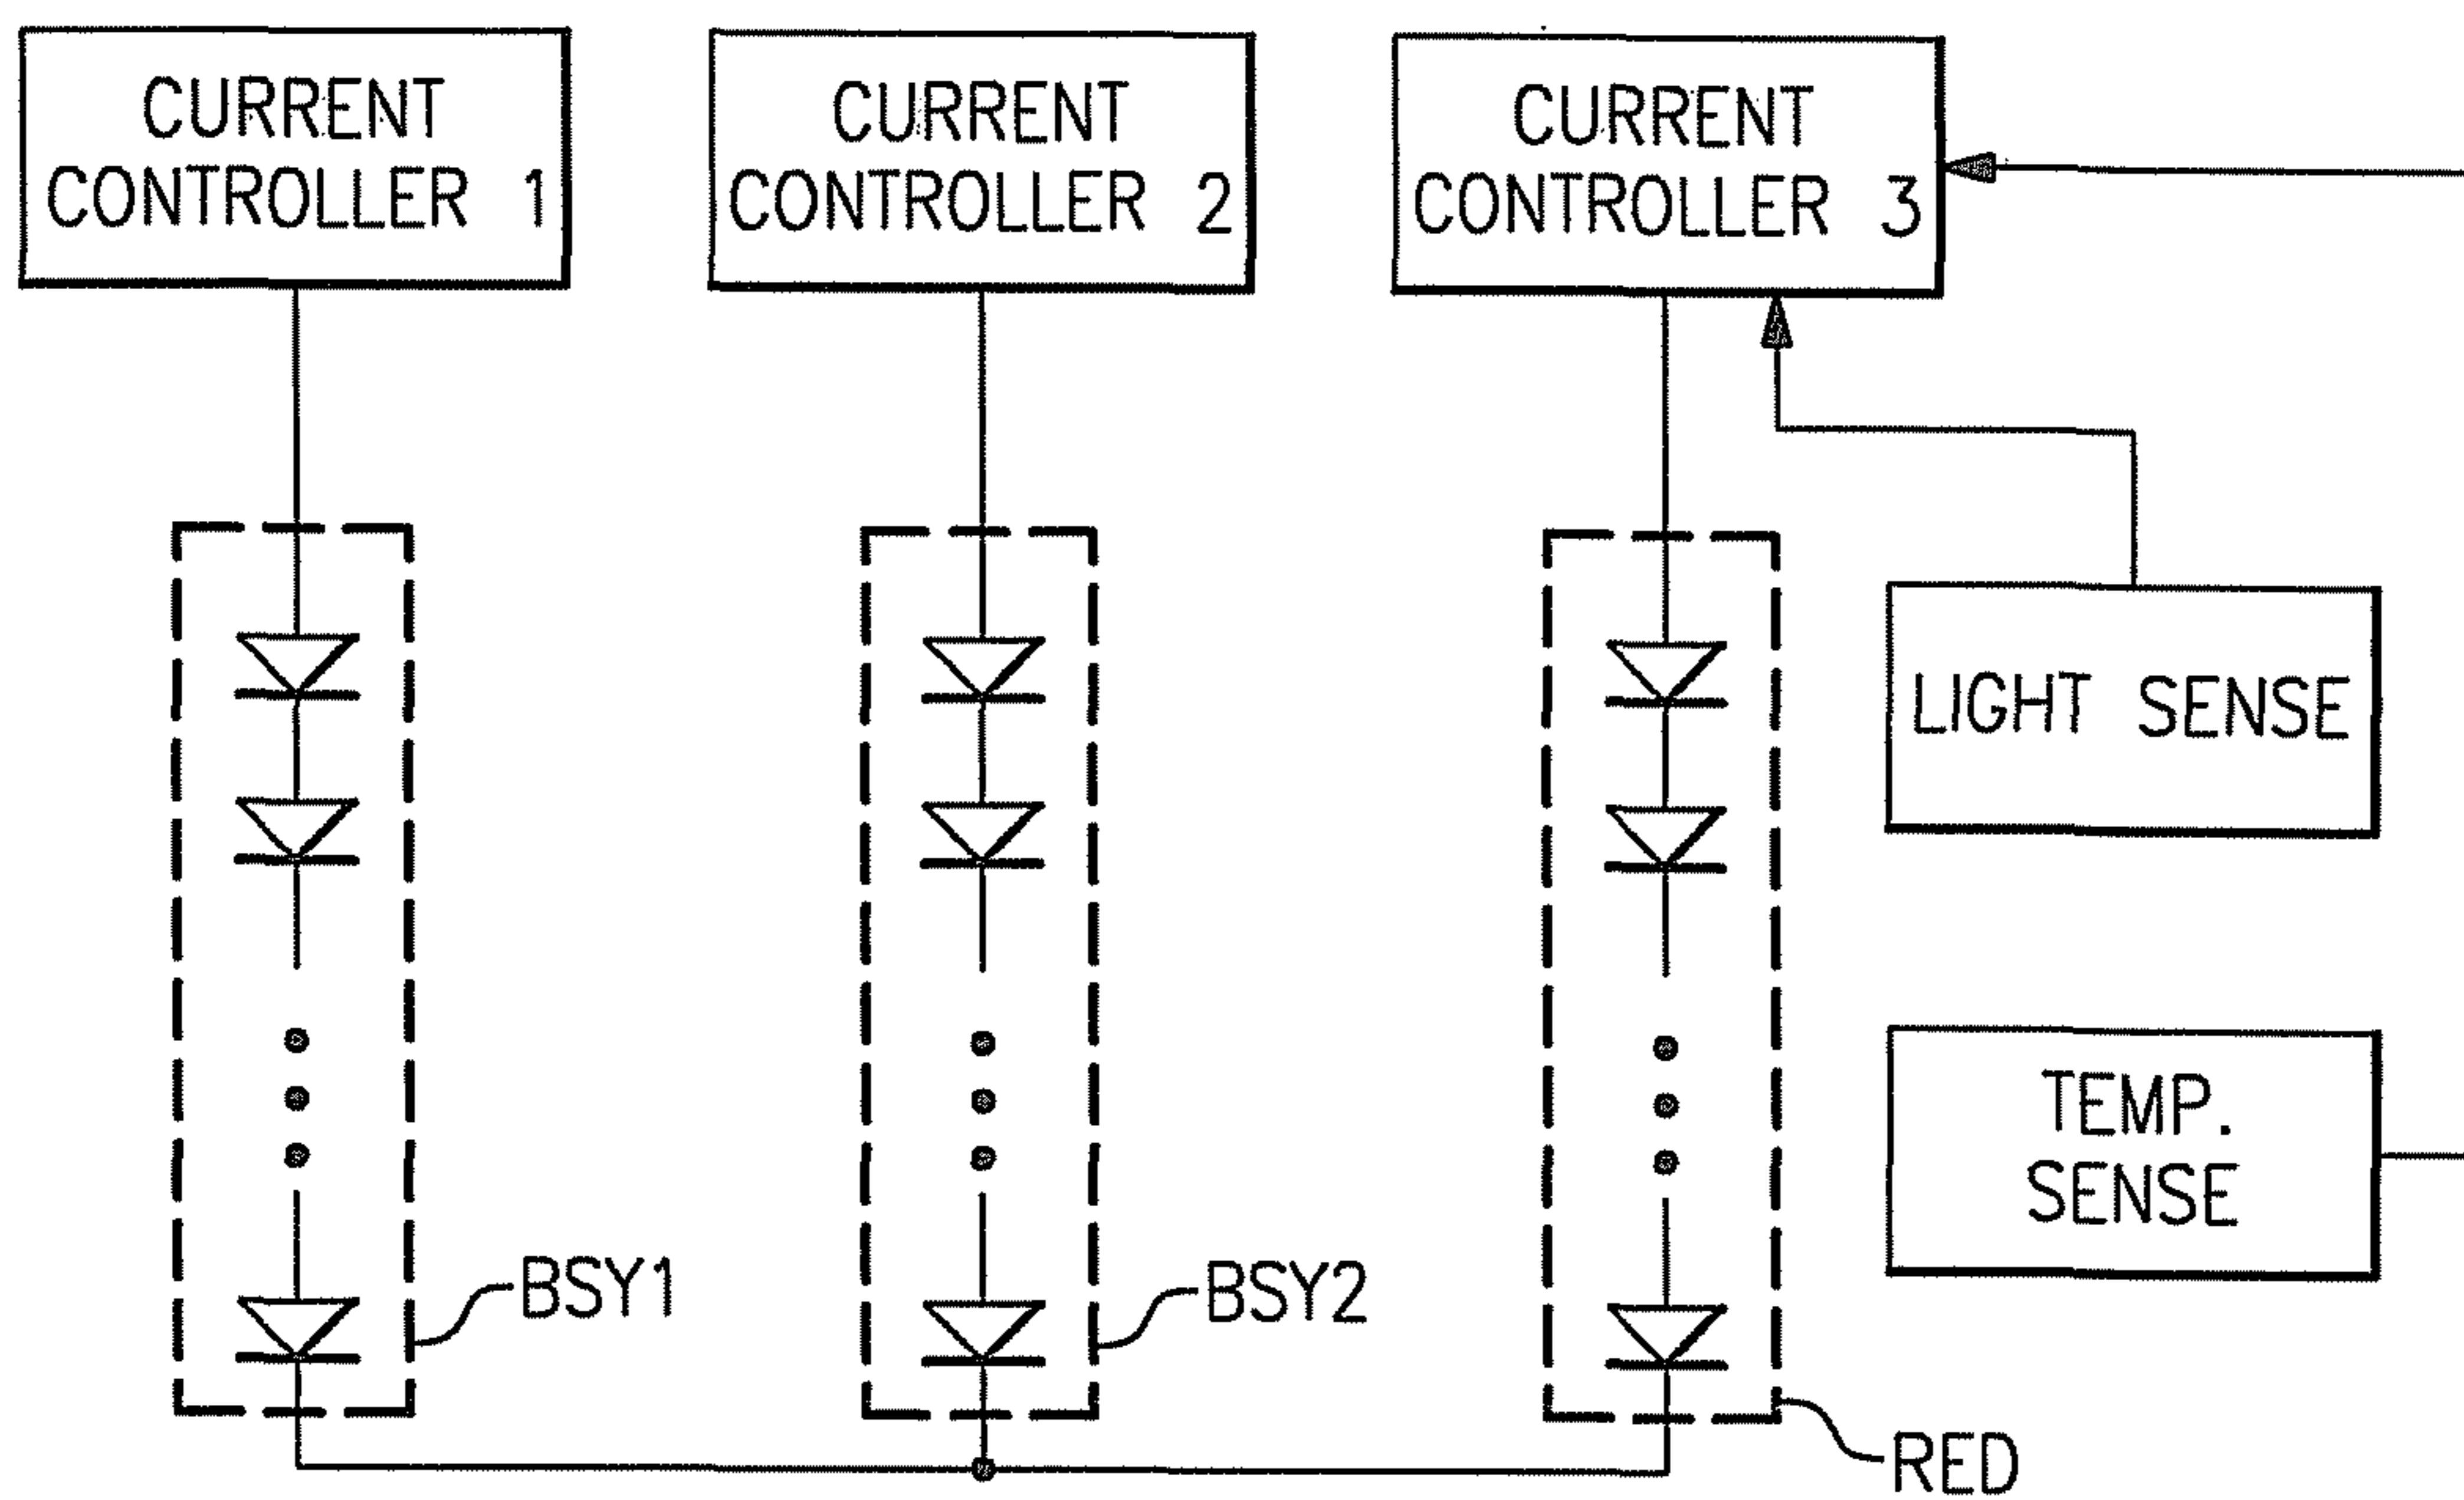 CURRENT
CONTROLLER 1
CURRENT
CONTROLLER 2
CURRENT
CONTROLLER 3
LIGHT SENSE
TEMP.
SENSE
BSY1
BSY2
RED